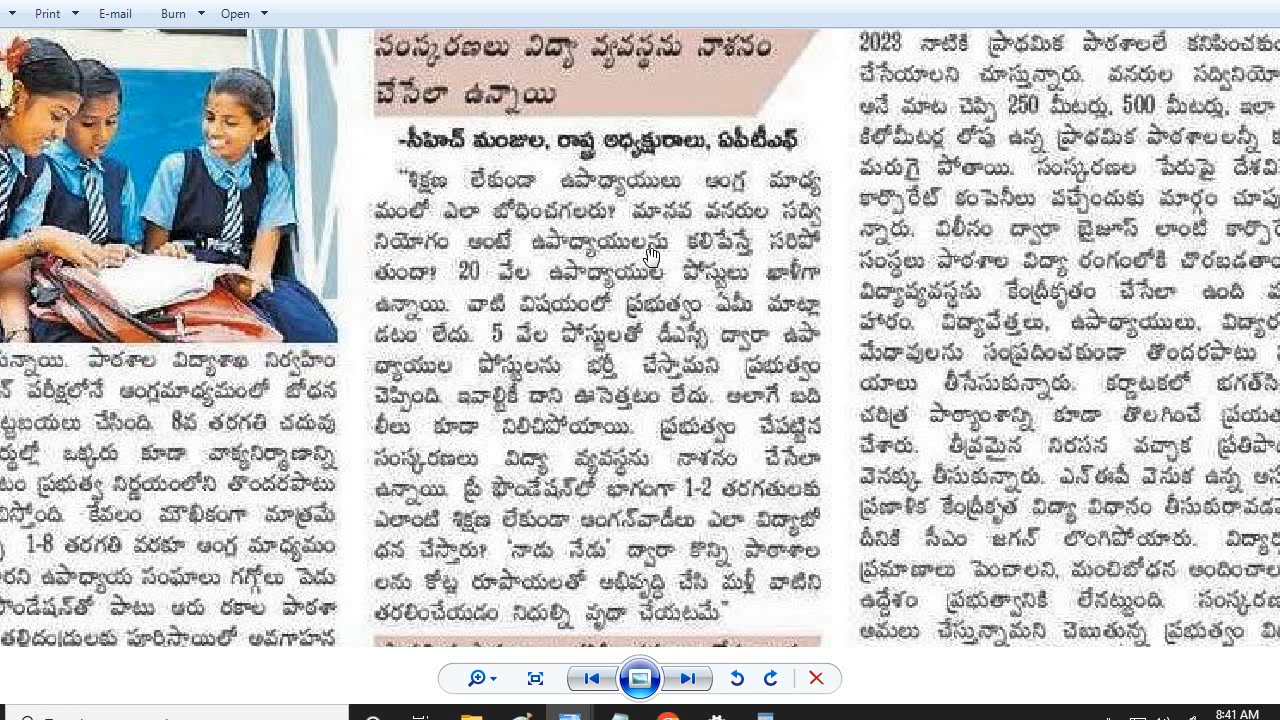 Print
E-mail
Burn
Open
సంస్కరణలు విద్యా వ్యవస్థను నాశనం
చేసేలా ఉన్నాయి
-సీహెచ్ మంజుల, రాష్ట్ర అధ్యక్షురాలు, ఏపీటీఎఫ్
"శిక్షణ లేకుండా ఉపాధ్యాయులు ఆంగ్ల మాధ్య
మంలో ఎలా బోధించగలరు? మానవ వనరుల సద్వి
నియోగం అంటే ఉపాధ్యాయులను కలిపేస్తే సరిపో
తుందా? 20 వేల ఉపాధ్యాయుల పోస్టులు ఖాళీగా
ఉన్నాయి. వాటి విషయంలో ప్రభుత్వం ఏమీ మాట్లా
డటం లేదు. 5 వేల పోస్టులతో డీఎస్సీ ద్వారా ఉపా
ధ్యాయుల పోస్టులను భర్తీ చేస్తామని ప్రభుత్వం
చెప్పింది. ఇవాల్టికీ దాని ఊసెత్తటం లేదు. అలాగే బది
లీలు కూడా నిలిచిపోయాయి. ప్రభుత్వం చేపట్టిన
సంస్కరణలు విద్యా వ్యవస్థను నాశనం చేసేలా
ఉన్నాయి. ప్రీ ఫౌండేషన్‌లో భాగంగా 1-2 తరగతులకు
ఎలాంటి శిక్షణ లేకుండా అంగన్‌వాడీలు ఎలా విద్యాబో
ధన చేస్తారు? 'నాడు నేడు' ద్వారా కొన్ని పాఠశాల
లను కోట్ల రూపాయలతో అభివృద్ధి చేసి మళ్లీ వాటిని
తరలించేయడం నిధుల్ని వృథా చేయటమే"
న్నాయి. పాఠశాల విద్యాశాఖ నిర్వహిం
పరీక్షలోనే ఆంగ్లమాధ్యమంలో బోధన
ట్టబయలు చేసింది. 8వ తరగతి చదువు
ఒక్కరు కూడా వాక్యనిర్మాణాన్ని
టం ప్రభుత్వ నిర్ణయంలోని తొందరపాటు
స్తోంది. కేవలం మౌఖికంగా మాత్రమే
1-8 తరగతి వరకూ ఆంగ్ల మాధ్యమం
ఉపాధ్యాయ సంఘాలు గగ్గోలు పెడు
ఫౌండేషన్‌తో పాటు ఆరు రకాల పాఠశా
తల్లిదండ్రులకు పూర్తిస్థాయిలో అవగాహన
2023 నాటికి ప్రాథమిక పాఠశాలలే కనిపించకు
చేసేయాలని చూస్తున్నారు. వనరుల సద్వినియో
అనే మాట చెప్పి 250 మీటర్లు, 500 మీటర్లు, ఇలా
కిలోమీటర్ల లోపు ఉన్న ప్రాథమిక పాఠశాలలన్నీ
మరుగై పోతాయి. సంస్కరణల పేరుపై దేశవి
కార్పొరేట్ కంపెనీలు వచ్చేందుకు మార్గం చూపు
న్నారు. విలీనం ద్వారా బైజూస్ లాంటి కార్పొ
సంస్థలు పాఠశాల విద్యా రంగంలోకి చొరబడతా
విద్యావ్యవస్థను కేంద్రీకృతం చేసేలా ఉంది
హారం. విద్యావేత్తలు, ఉపాధ్యాయులు, విద్యార
మేధావులను సంప్రదించకుండా తొందరపాటు
యాలు తీసేసుకున్నారు. కర్ణాటకలో భగత్‌సి
చరిత్ర పాఠ్యాంశాన్ని కూడా తొలగించే ప్రయత
చేశారు. తీవ్రమైన నిరసన వచ్చాక ప్రతిపా
వెనక్కు తీసుకున్నారు. ఎన్ఈపీ వెనుక ఉన్న అస
ప్రణాళిక కేంద్రీకృత విద్యా విధానం తీసుకురావడ
దీనికి సీఎం జగన్ లొంగిపోయారు. విద్యార
ప్రమాణాలు పెంచాలని, మంచిబోధన అందించాల
ఉద్దేశం ప్రభుత్వానికి లేనట్లుంది. సంస్కరణ
అమలు చేస్తున్నామని చెబుతున్న ప్రభుత్వం వి
8:41 AM